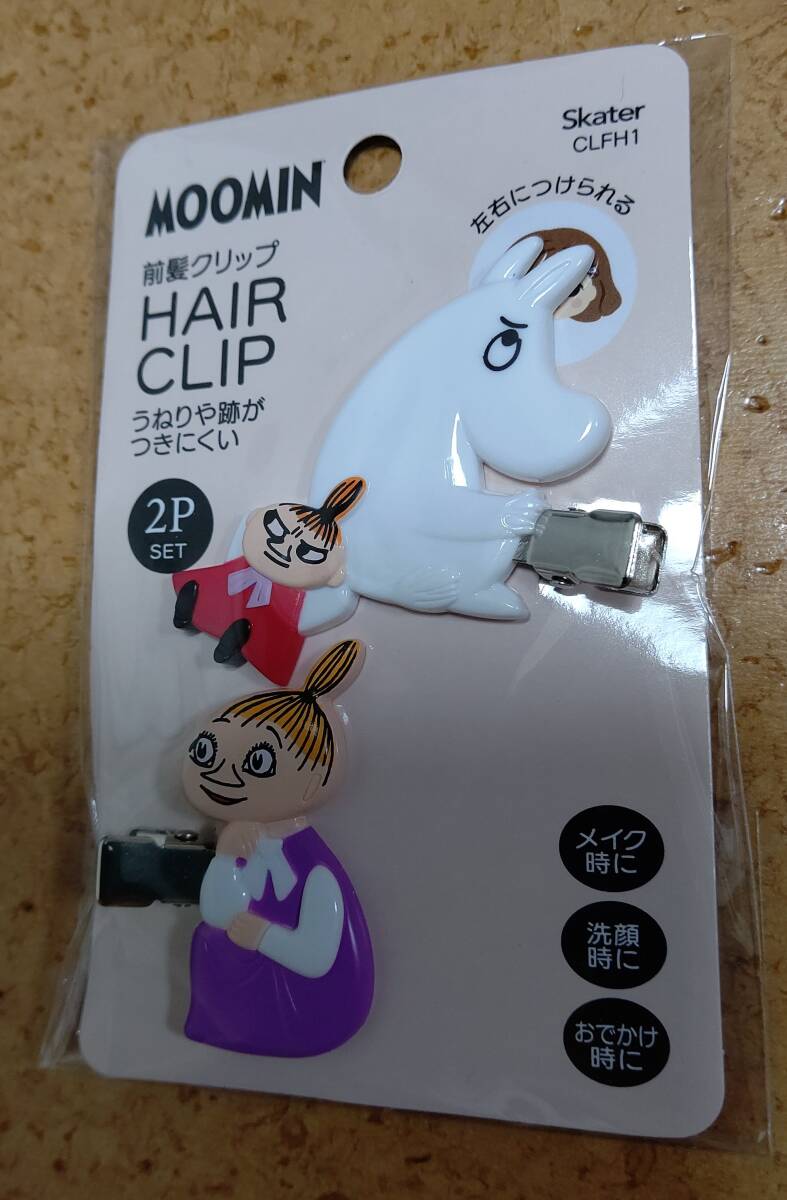 Skater
CLFH1
MOOMIN
左右につけられる
前髪クリップ
HAIR
CLIP
うねりや跡が
つきにくい
2P
SET
メイク
時に
洗顔
時に
おでかけ
時に